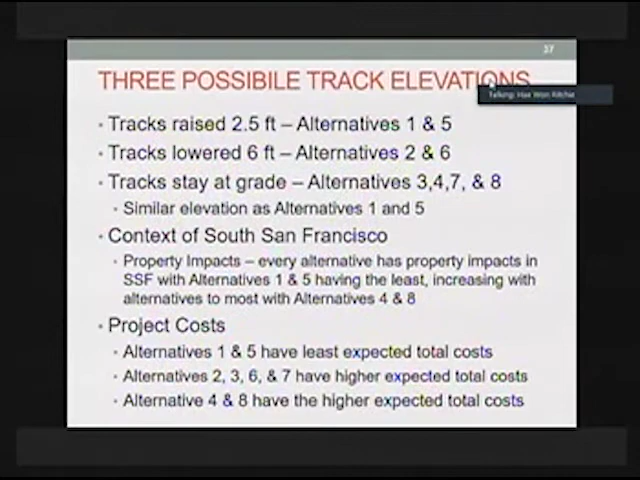 37
THREE POSSIBILE TRACK ELEVATIONS
Talking: Hae Won Ritchie
• Tracks raised 2.5 ft – Alternatives 1 & 5
• Tracks lowered 6 ft – Alternatives 2 & 6
• Tracks stay at grade – Alternatives 3,4,7, & 8
• Similar elevation as Alternatives 1 and 5
• Context of South San Francisco
• Property Impacts – every alternative has property impacts in
SSF with Alternatives 1 & 5 having the least, increasing with
alternatives to most with Alternatives 4 & 8
• Project Costs
• Alternatives 1 & 5 have least expected total costs
• Alternatives 2, 3, 6, & 7 have higher expected total costs
• Alternative 4 & 8 have the higher expected total costs